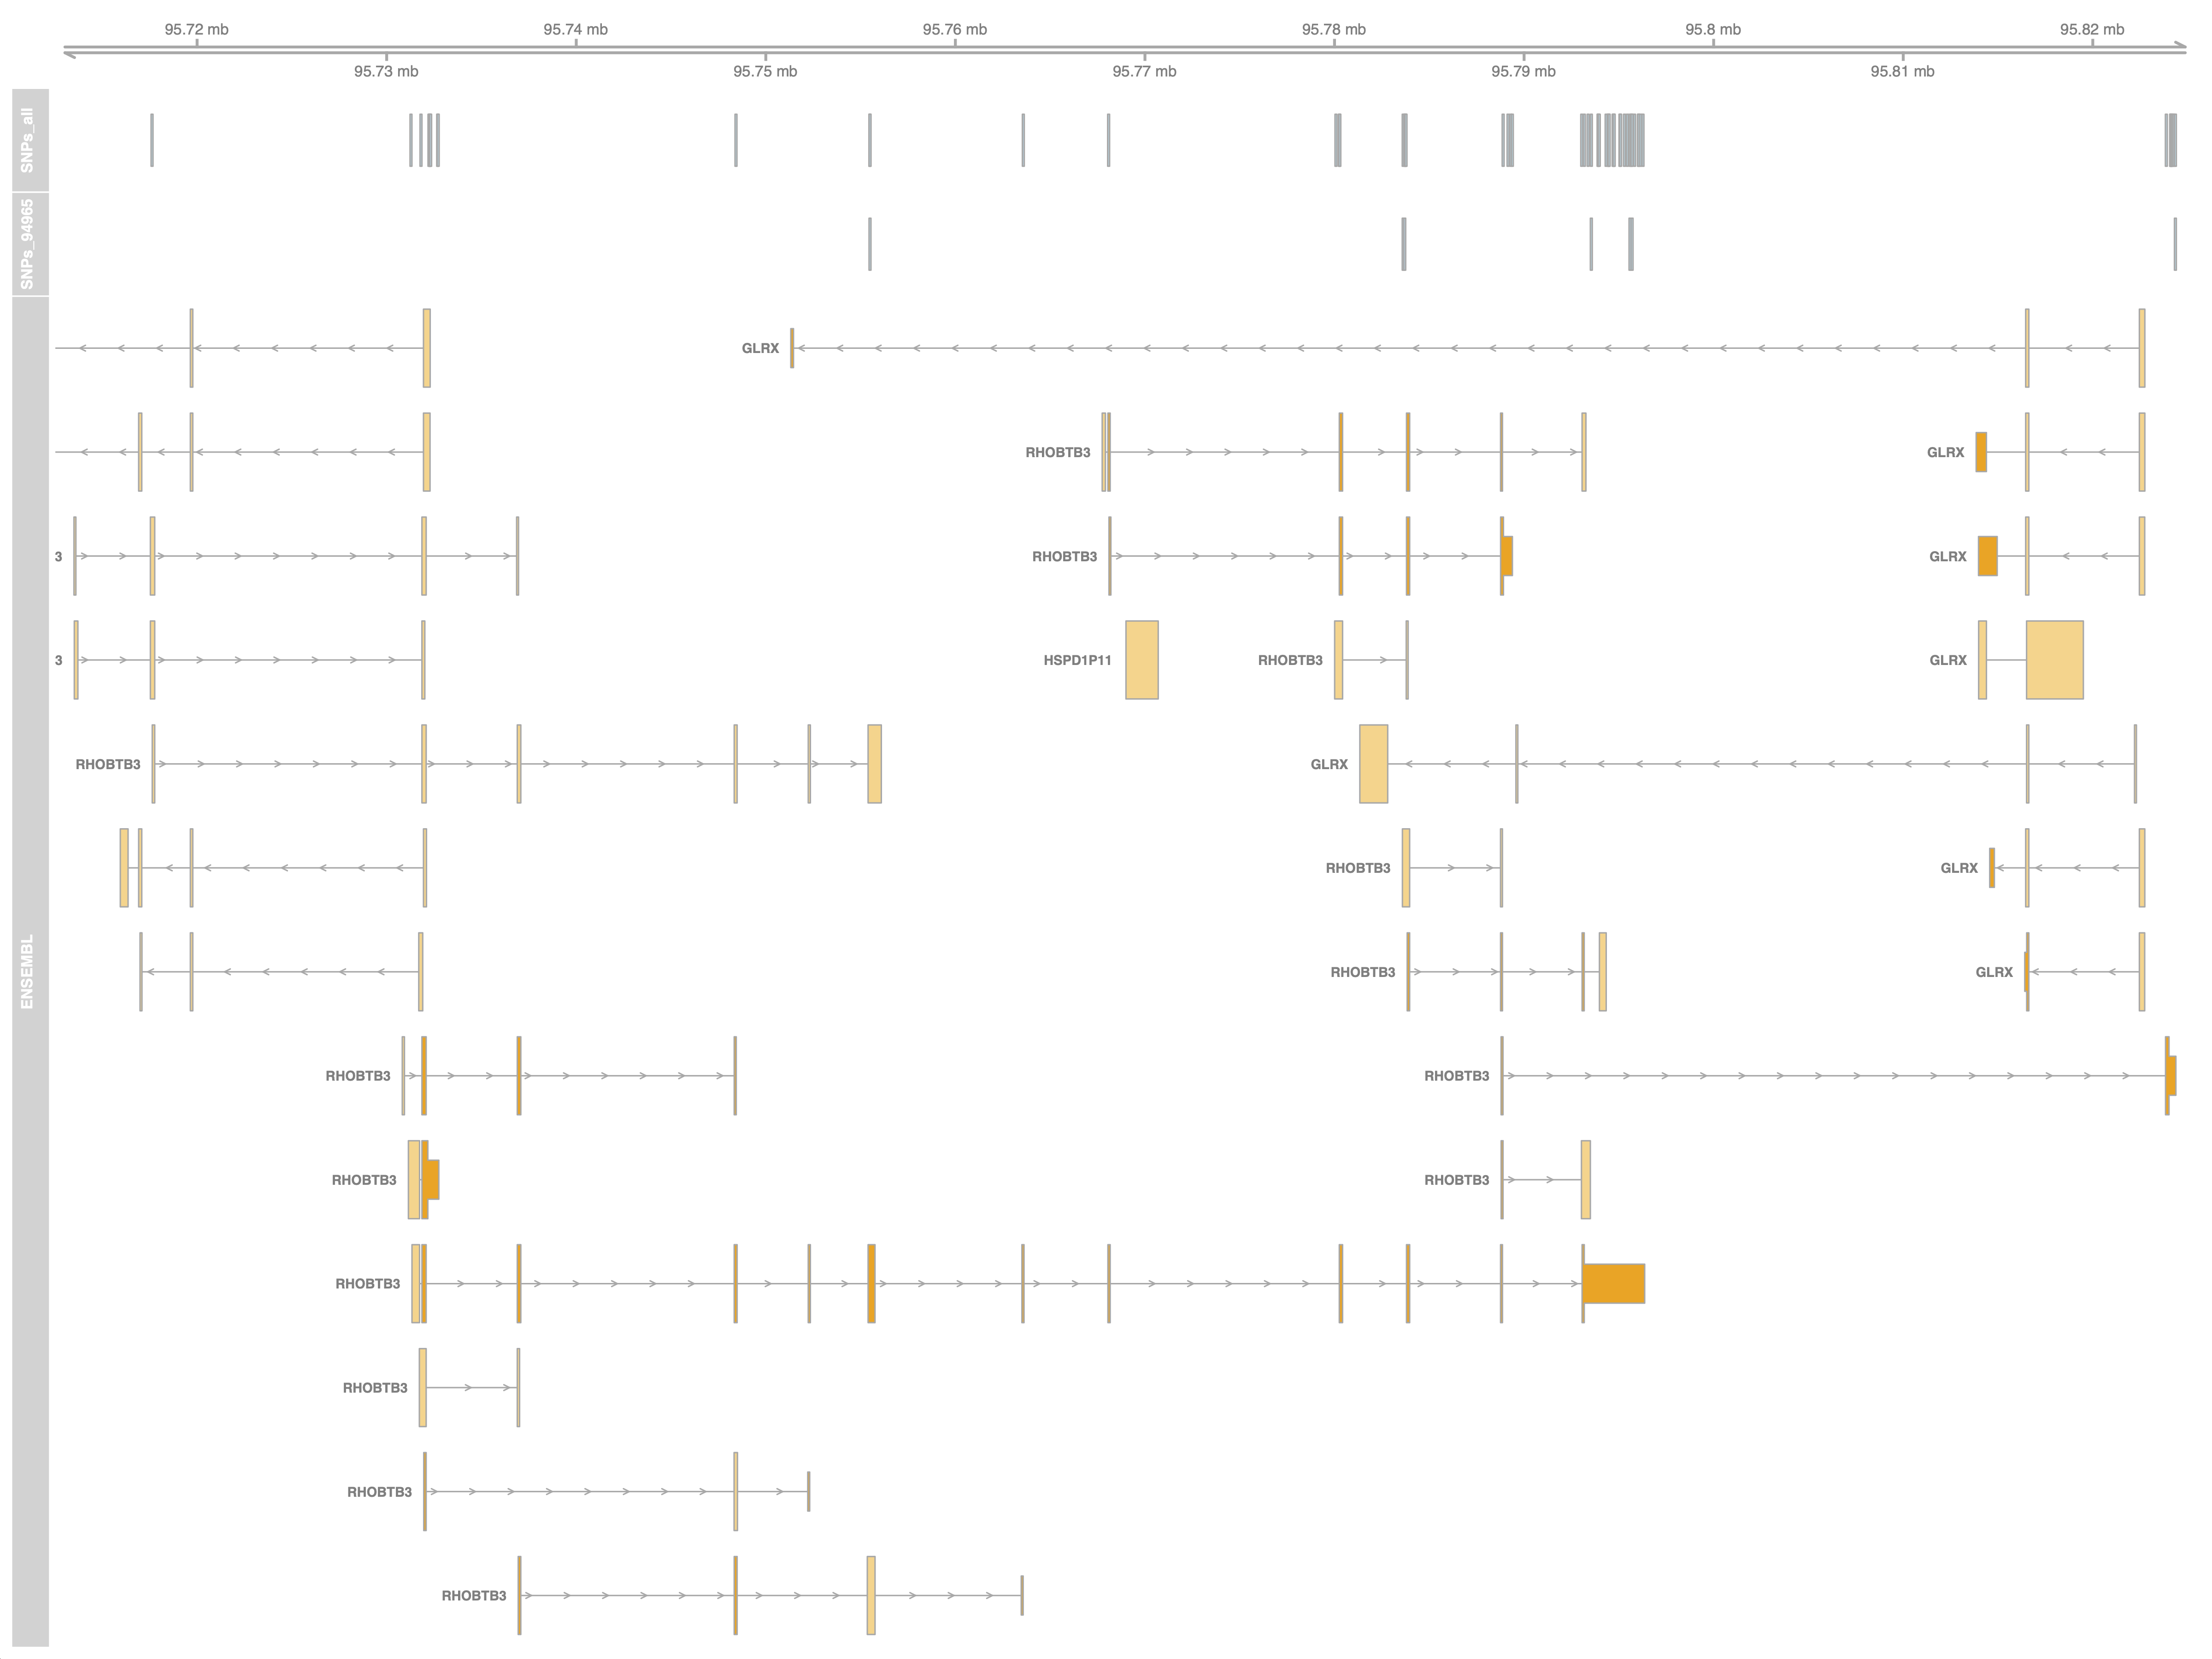 95.72 mb 95.74 mb 95.76 mb 95.78 mb 95.8 mb 95.82 mb
95.73 mb 95.75 mb 95.77 mb 95.79 mb 95.81 mb
SNPs_all
SNPs_94965
ENSEMBL
GLRX
RHOBTB3 GLRX
3 RHOBTB3 GLRX
3 HSPD1P11 RHOBTB3 GLRX
RHOBTB3 GLRX
RHOBTB3 GLRX
RHOBTB3 GLRX
RHOBTB3 RHOBTB3
RHOBTB3 RHOBTB3
RHOBTB3
RHOBTB3
RHOBTB3
RHOBTB3